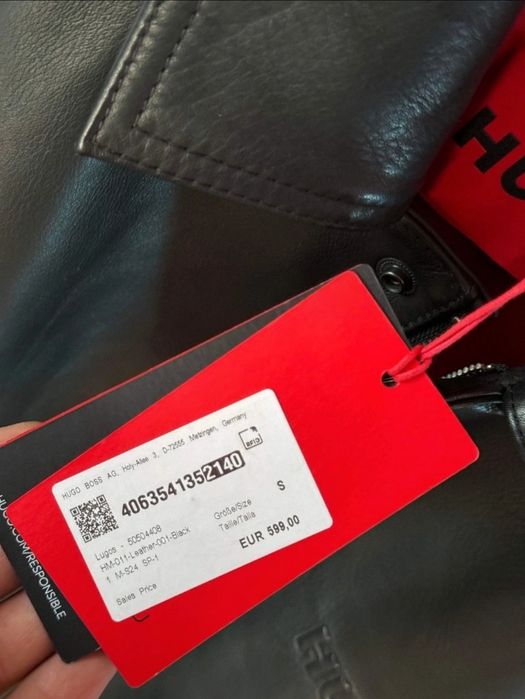 HU
HUGO BOSS AG, Holy-Allee 3, D-72555 Metzingen, Germany
RFID
4063541352140
Lugos - 50504408
HM-011-Leather-001-Black
1 M-S24 SP-1
Größe/Size
Taille/Talla
S
Sales Price
EUR 599,00
HUGO.COM/RESPONSIBLE
HU